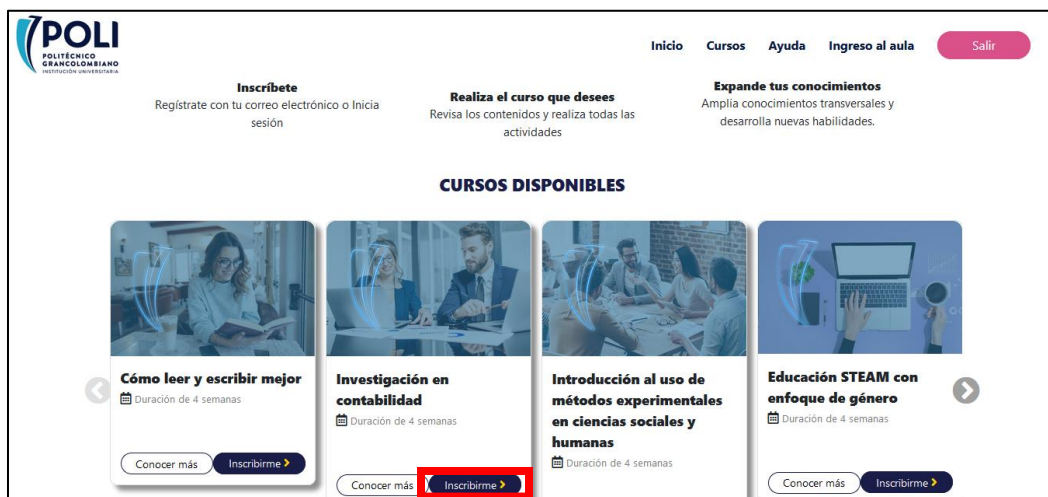 POLI
POLITÉCNICO
GRANCOLOMBIANO
INSTITUCIÓN UNIVERSITARIA
Inicio Cursos Ayuda Ingreso al aula Salir
Inscríbete
Regístrate con tu correo electrónico o Inicia
sesión
Realiza el curso que desees
Revisa los contenidos y realiza todas las
actividades
Expande tus conocimientos
Amplia conocimientos transversales y
desarrolla nuevas habilidades.
CURSOS DISPONIBLES
Cómo leer y escribir mejor
Duración de 4 semanas
Conocer más Inscribirme
Investigación en
contabilidad
Duración de 4 semanas
Conocer más Inscribirme
Introducción al uso de
métodos experimentales
en ciencias sociales y
humanas
Duración de 4 semanas
Educación STEAM con
enfoque de género
Duración de 4 semanas
Conocer más Inscribirme